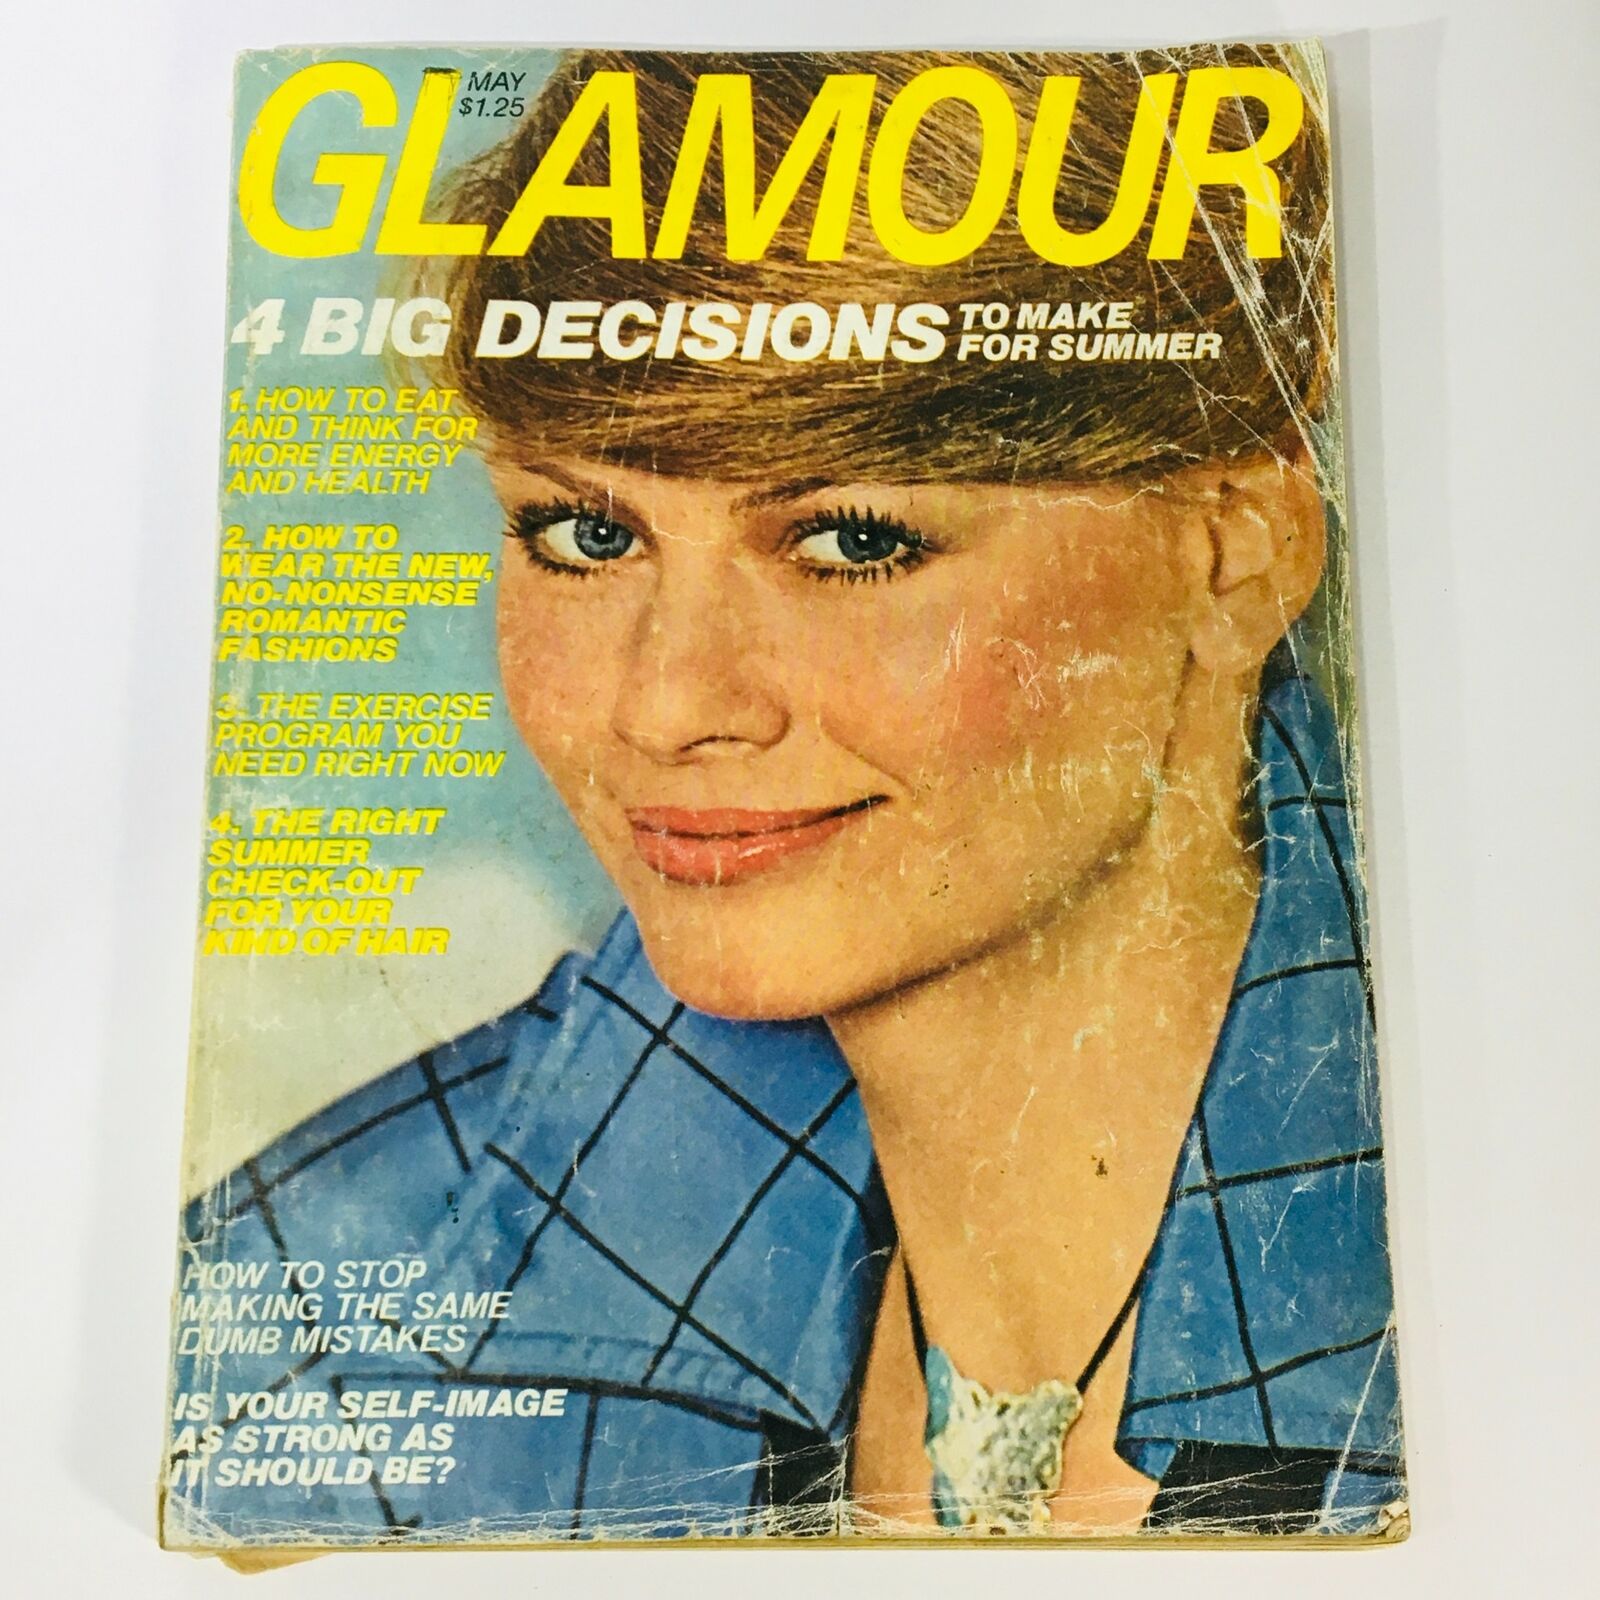 MAY
$1.25
GLAMOUR
4 BIG DECISIONS TO MAKE
FOR SUMMER
1. HOW TO EAT
AND THINK FOR
MORE ENERGY
AND HEALTH
2. HOW TO
WEAR THE NEW,
NO-NONSENSE
ROMANTIC
FASHIONS
3. THE EXERCISE
PROGRAM YOU
NEED RIGHT NOW
4. THE RIGHT
SUMMER
CHECK-OUT
FOR YOUR
KIND OF HAIR
HOW TO STOP
MAKING THE SAME
DUMB MISTAKES
IS YOUR SELF-IMAGE
AS STRONG AS
IT SHOULD BE?